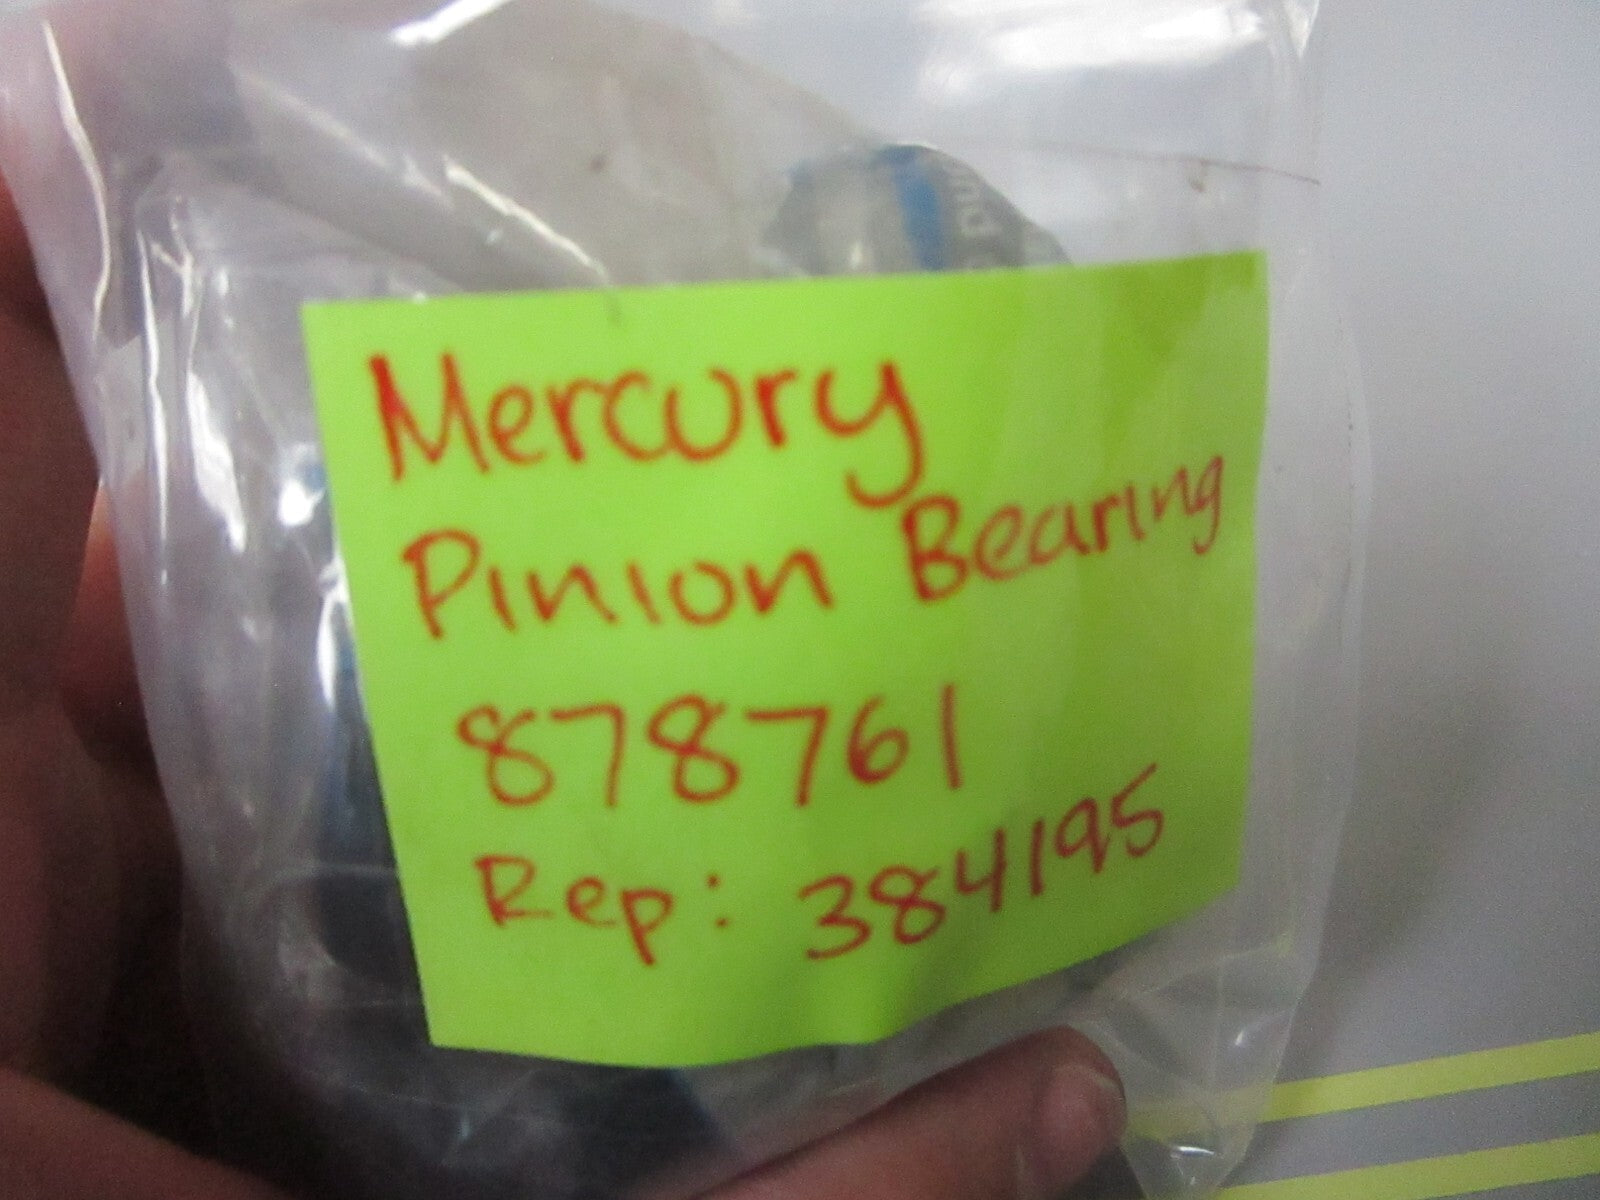 Mercury
Pinion Bearing
878761
Rep: 384195